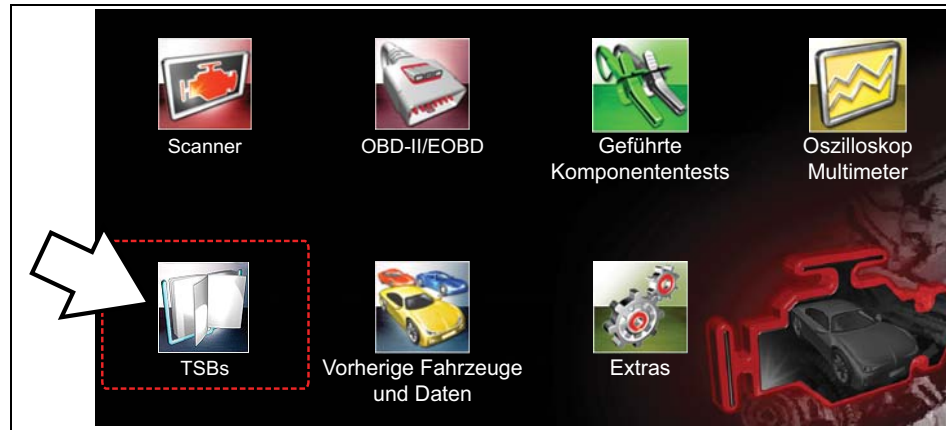 Scanner
OBD-II/EOBD
Geführte
Komponententests
Oszilloskop
Multimeter
TSBs
Vorherige Fahrzeuge
und Daten
Extras